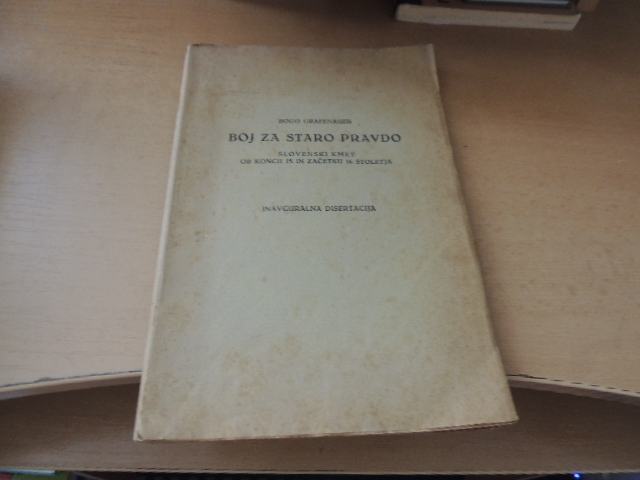 BOGO GRAFENAUER
BOJ ZA STARO PRAVDO
SLOVENSKI KMET
OB KONCU 15. IN ZAČETKU 16. STOLETJA
INAVGURALNA DISERTACIJA